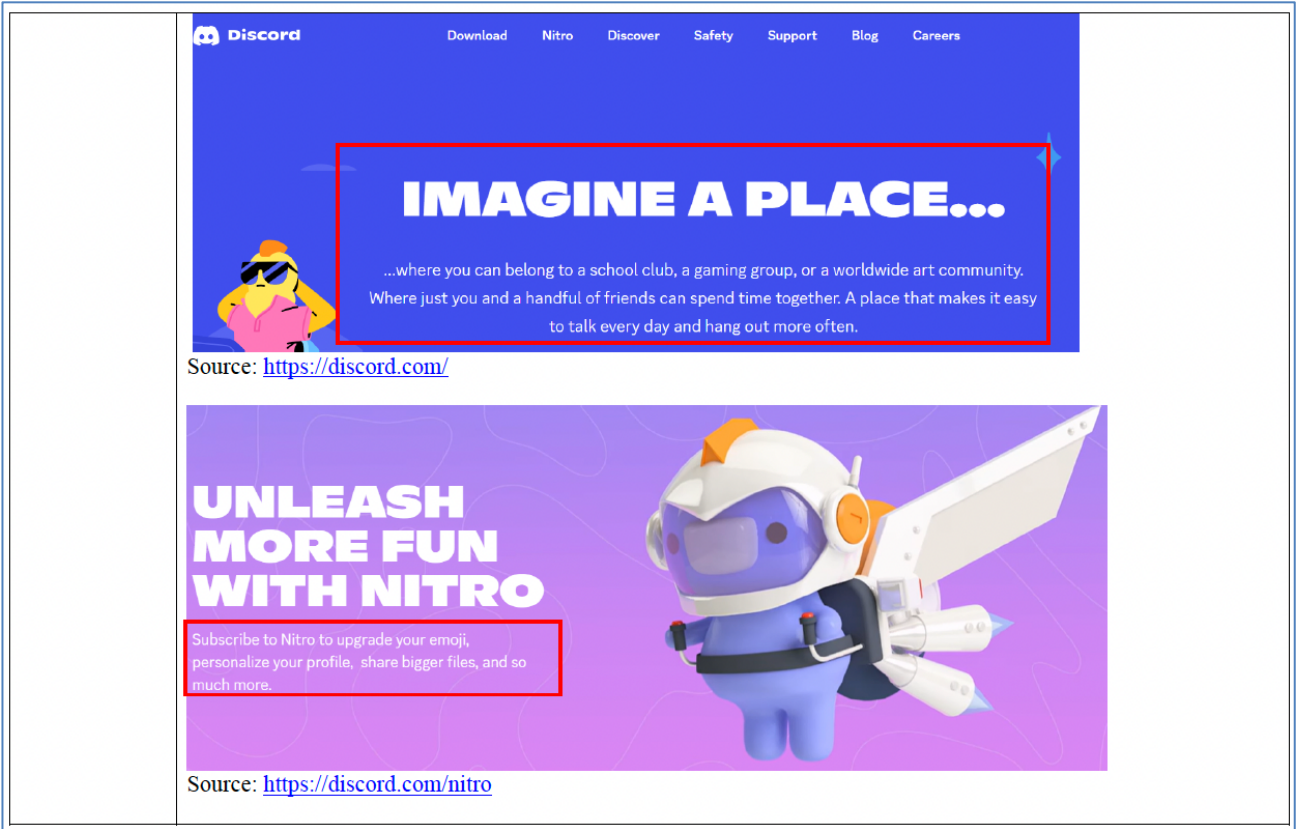 Discord
Download Nitro Discover Safety Support Blog Careers
IMAGINE A PLACE...
...where you can belong to a school club, a gaming group, or a worldwide art community.
Where just you and a handful of friends can spend time together. A place that makes it easy
to talk every day and hang out more often.
Source: https://discord.com/
UNLEASH
MORE FUN
WITH NITRO
Subscribe to Nitro to upgrade your emoji,
personalize your profile, share bigger files, and so
much more.
Source: https://discord.com/nitro